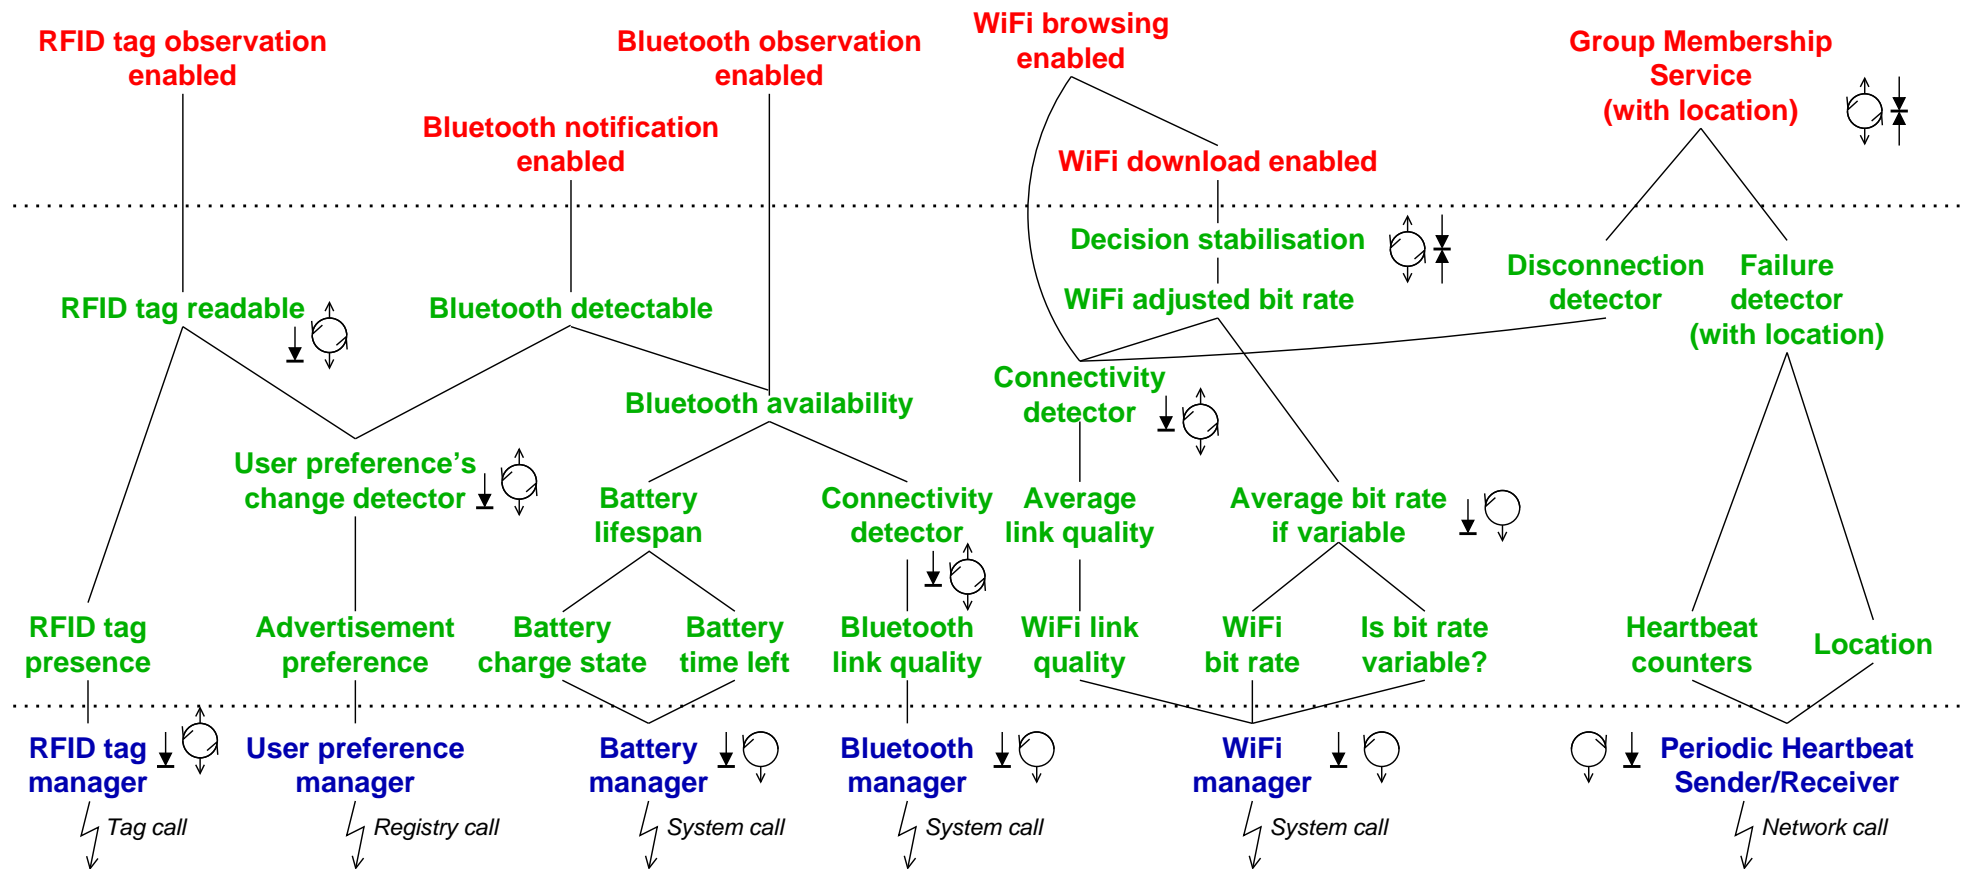 RFID tag observation
enabled
Bluetooth observation
enabled
WiFi browsing
enabled
Group Membership
Service
(with location)
Bluetooth notification
enabled
WiFi download enabled
Decision stabilisation
WiFi adjusted bit rate
Disconnection
detector
Failure
detector
(with location)
RFID tag readable
Bluetooth detectable
Bluetooth availability
Connectivity
detector
User preference's
change detector
Battery
lifespan
Connectivity
detector
Average
link quality
Average bit rate
if variable
RFID tag
presence
Advertisement
preference
Battery
charge state
Battery
time left
Bluetooth
link quality
WiFi link
quality
WiFi
bit rate
Is bit rate
variable?
Heartbeat
counters
Location
RFID tag
manager
User preference
manager
Battery
manager
Bluetooth
manager
WiFi
manager
Periodic Heartbeat
Sender/Receiver
Tag call
Registry call
System call
System call
System call
Network call